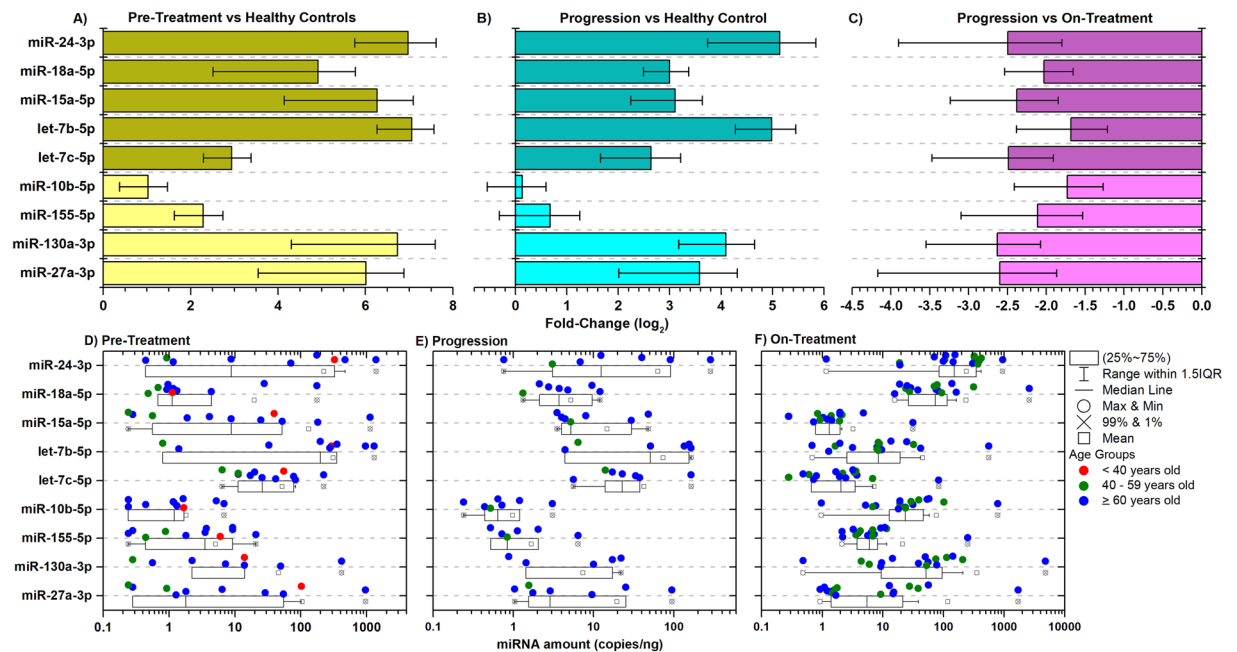 A) Pre-Treatment vs Healthy Controls
B) Progression vs Healthy Control
C) Progression vs On-Treatment
miR-24-3p
miR-18a-5p
miR-15a-5p
let-7b-5p
let-7c-5p
miR-10b-5p
miR-155-5p
miR-130a-3p
miR-27a-3p
0 2 4 6 8
-1 0 1 2 3 4 5 6
-4.5 -4.0 -3.5 -3.0 -2.5 -2.0 -1.5 -1.0 -0.5 0.0
Fold-Change (log2)
D) Pre-Treatment
E) Progression
F) On-Treatment
miR-24-3p
miR-18a-5p
miR-15a-5p
let-7b-5p
let-7c-5p
miR-10b-5p
miR-155-5p
miR-130a-3p
miR-27a-3p
0.1 1 10 100 1000
0.1 1 10 100
0.1 1 10 100 1000 10000
miRNA amount (copies/ng)
(25%~75%)
Range within 1.5IQR
Median Line
Max & Min
99% & 1%
Mean
Age Groups
< 40 years old
40 - 59 years old
≥ 60 years old